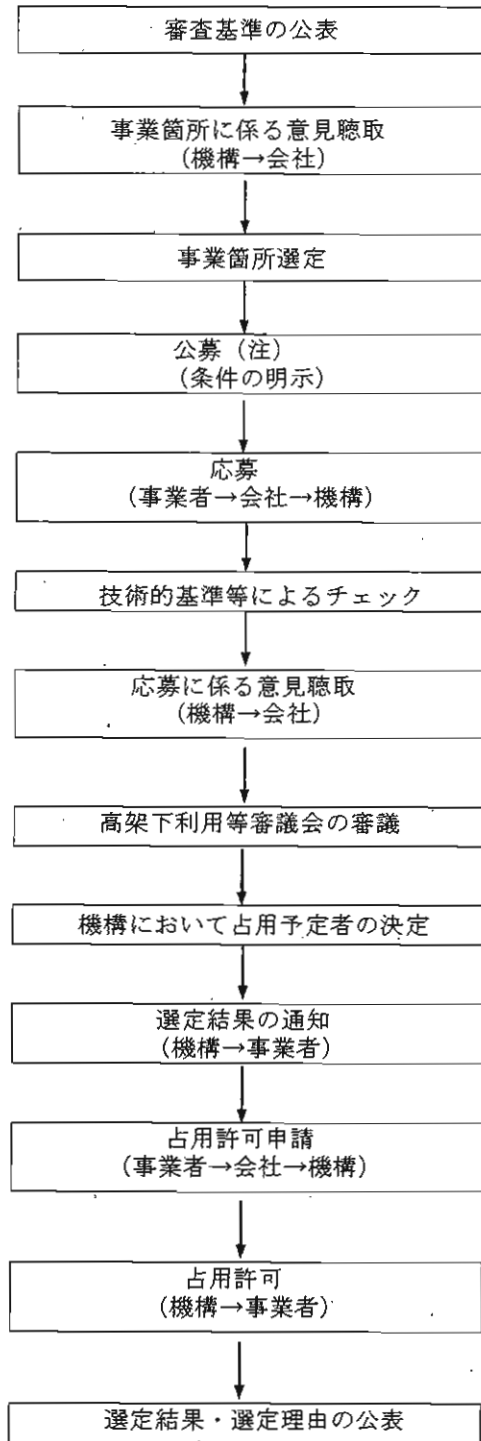 審査基準の公表
事業箇所に係る意見聴取
(機構→会社)
事業箇所選定
公募（注）
(条件の明示)
応募
(事業者→会社→機構)
技術的基準等によるチェック
応募に係る意見聴取
(機構→会社)
高架下利用等審議会の審議
機構において占用予定者の決定
選定結果の通知
(機構→事業者)
占用許可申請
(事業者→会社→機構)
占用許可
(機構→事業者)
選定結果・選定理由の公表